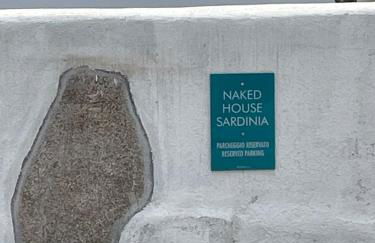 NAKED
HOUSE
SARDINIA
PARCHEGGIO RISERVATO
RESERVED PARKING